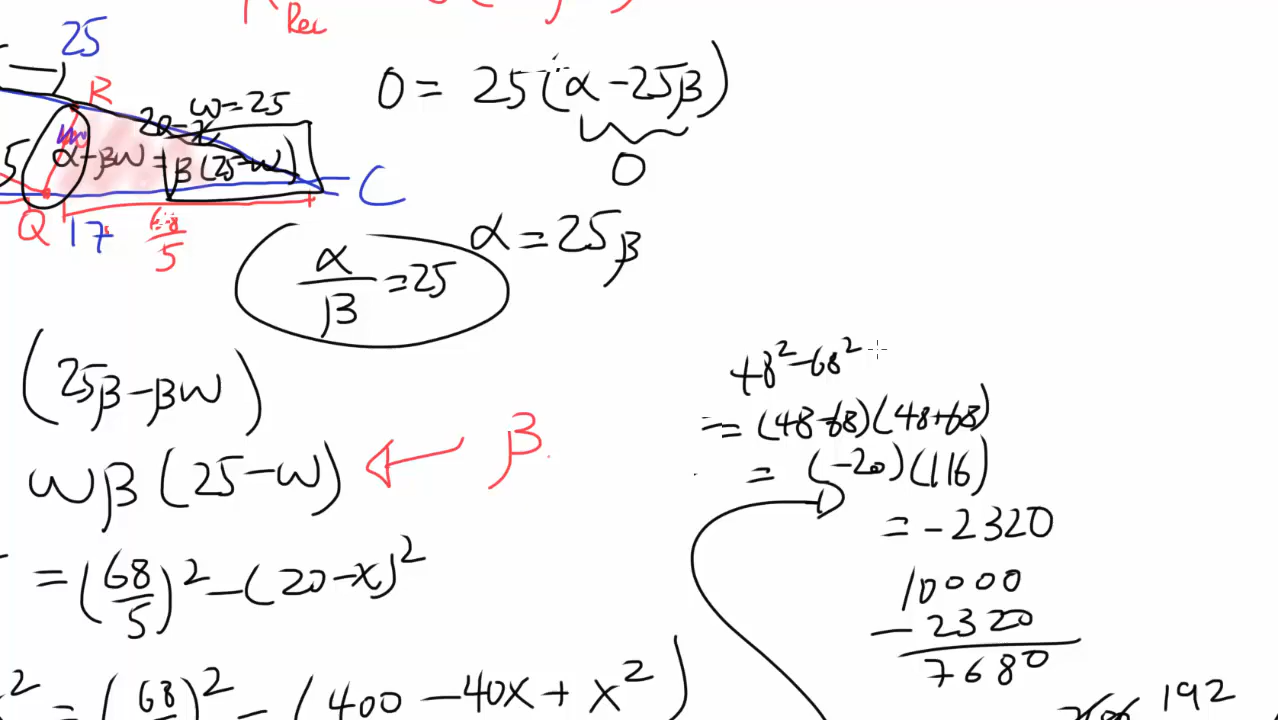 Rec
25
0 = 25(α - 25β)
0
R
w = 25
20 - x
5
α - βw = β(25 - w)
C
Q
17
68/5
α = 25β
α/β = 25
(25β - βw)
wβ(25 - w)
β.
= (68/5)² - (20 - x)²
² = (68/)² - (400 - 40x + x²)
48² - 68²
= (48 - 68)(48 + 68)
= (-20)(116)
= -2320
10000
- 2320
7680
192